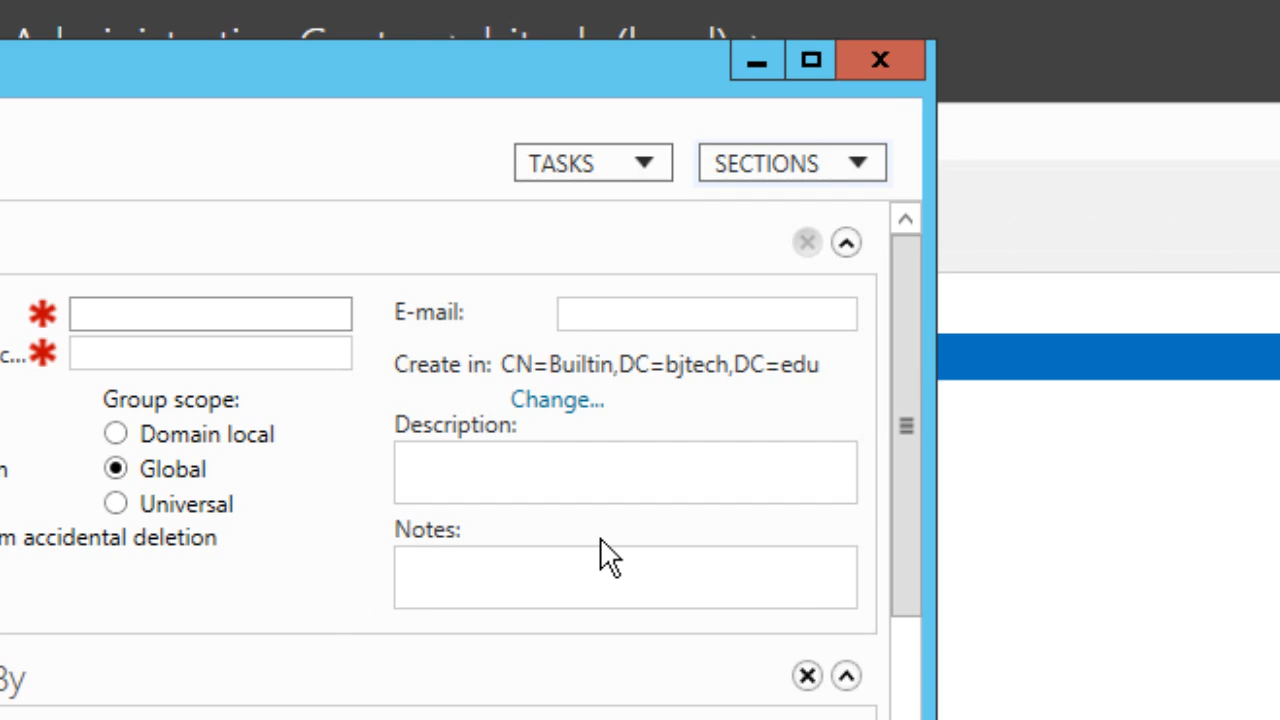 TASKS
SECTIONS
E-mail:
c...
Create in: CN=Builtin,DC=bjtech,DC=edu
Group scope:
Change...
Description:
Domain local
Global
Universal
Notes:
m accidental deletion
By